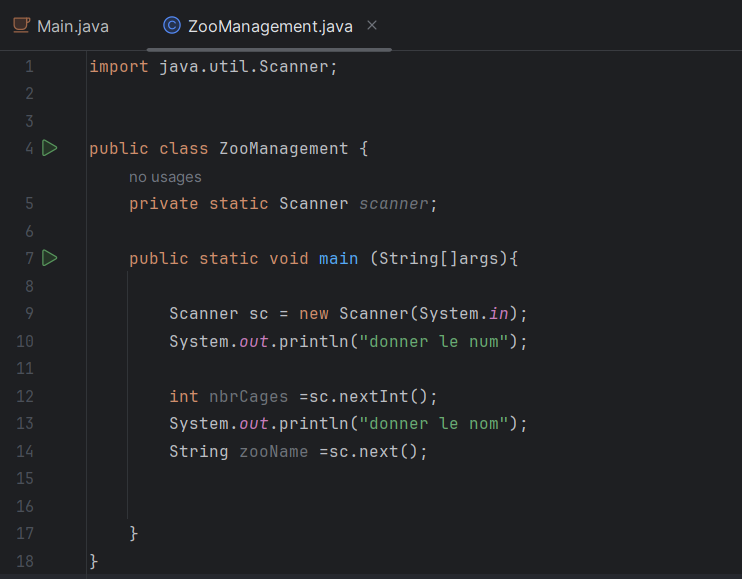 Main.java ZooManagement.java
1 import java.util.Scanner;
2
3
4 public class ZooManagement {
no usages
5 private static Scanner scanner;
6
7 public static void main (String[]args){
8
9 Scanner sc = new Scanner(System.in);
10 System.out.println("donner le num");
11
12 int nbrCages =sc.nextInt();
13 System.out.println("donner le nom");
14 String zooName =sc.next();
15
16
17 }
18 }